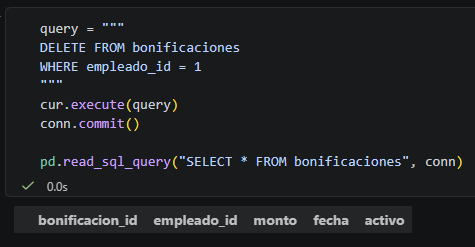 query = """
DELETE FROM bonificaciones
WHERE empleado_id = 1
"""
cur.execute(query)
conn.commit()
pd.read_sql_query("SELECT * FROM bonificaciones", conn)
0.0s
bonificacion_id empleado_id monto fecha activo